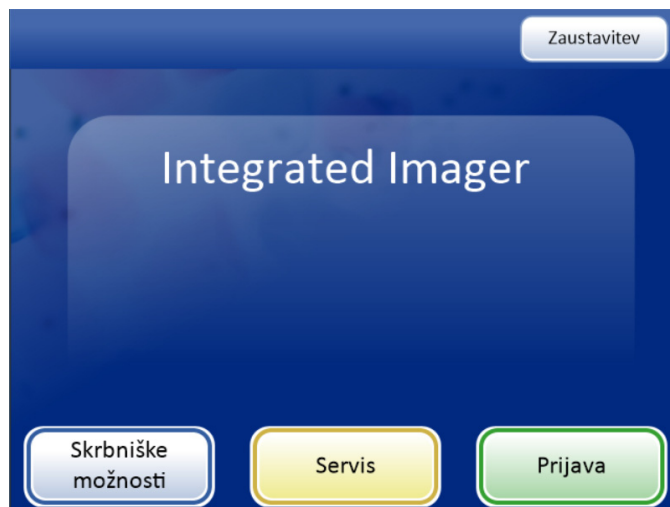 Zaustavitev
Integrated Imager
Skrbniške
možnosti
Servis
Prijava